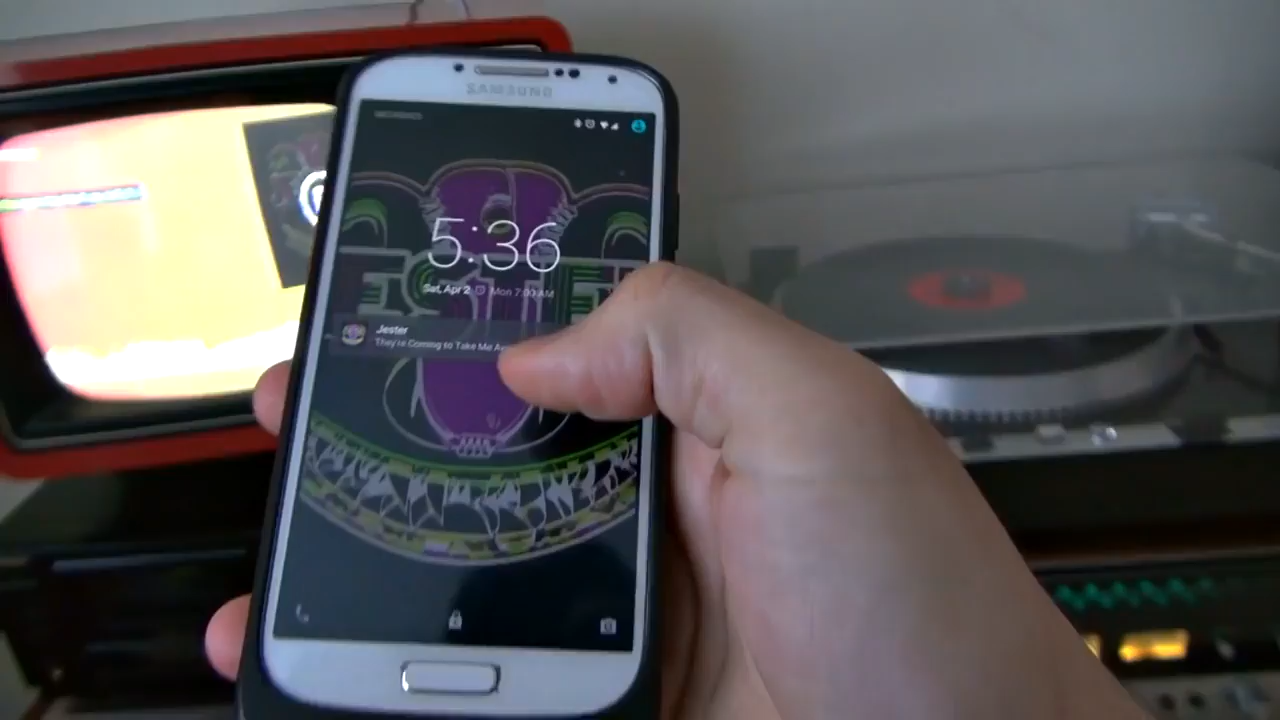 SAMSUNG
5:36
Sat, Apr 2 Mon 7:00 AM
Jester
They're Coming to Take Me